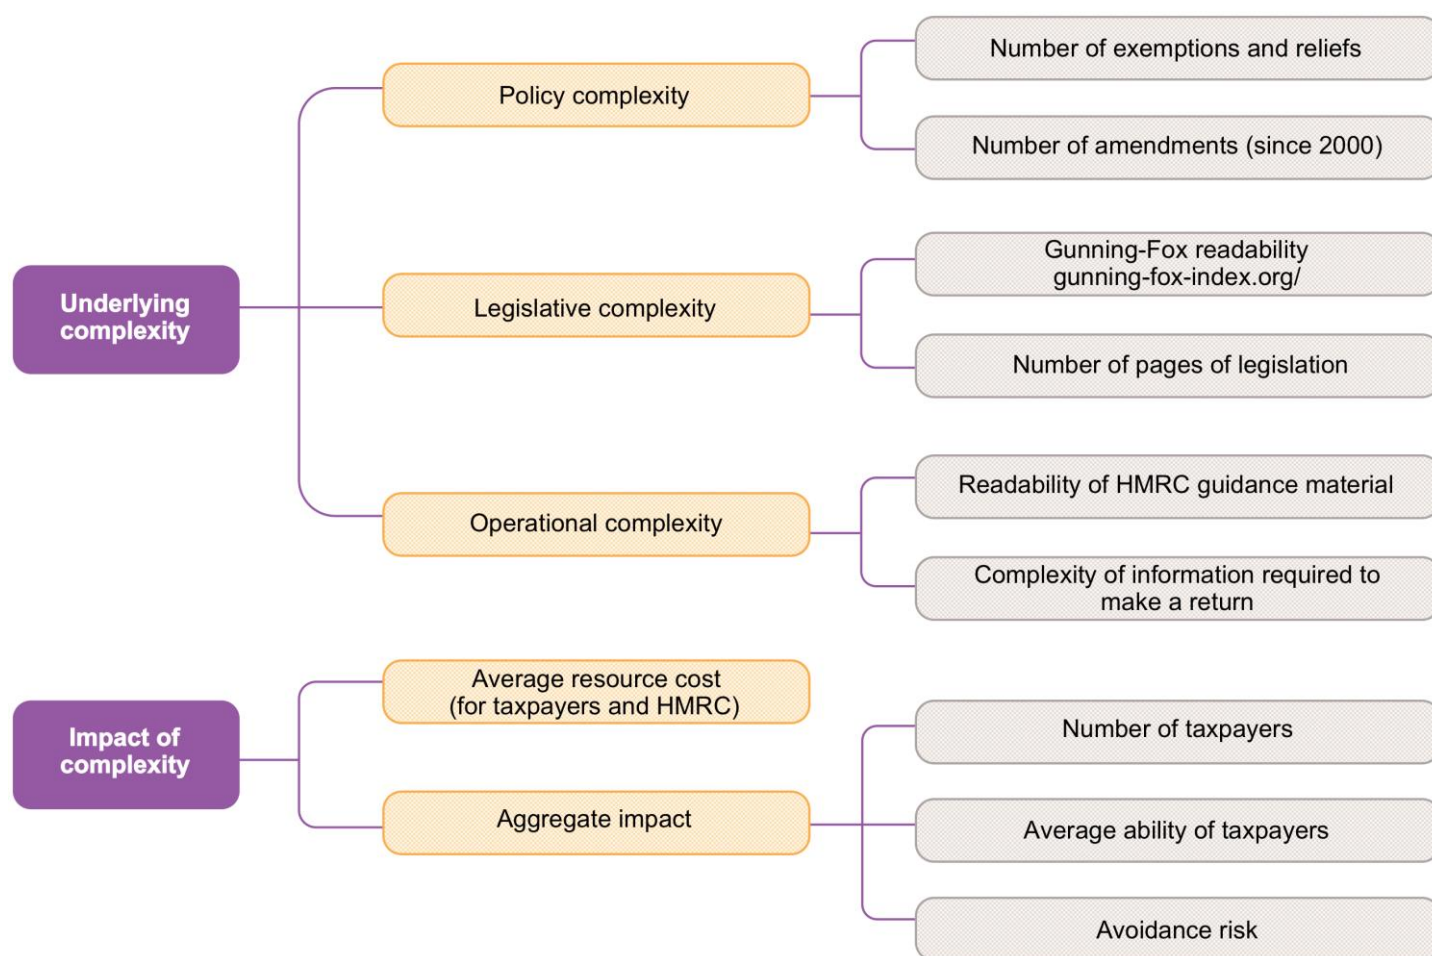 Underlying
complexity
Policy complexity
Number of exemptions and reliefs
Number of amendments (since 2000)
Legislative complexity
Gunning-Fox readability
gunning-fox-index.org/
Number of pages of legislation
Operational complexity
Readability of HMRC guidance material
Complexity of information required to
make a return
Impact of
complexity
Average resource cost
(for taxpayers and HMRC)
Aggregate impact
Number of taxpayers
Average ability of taxpayers
Avoidance risk